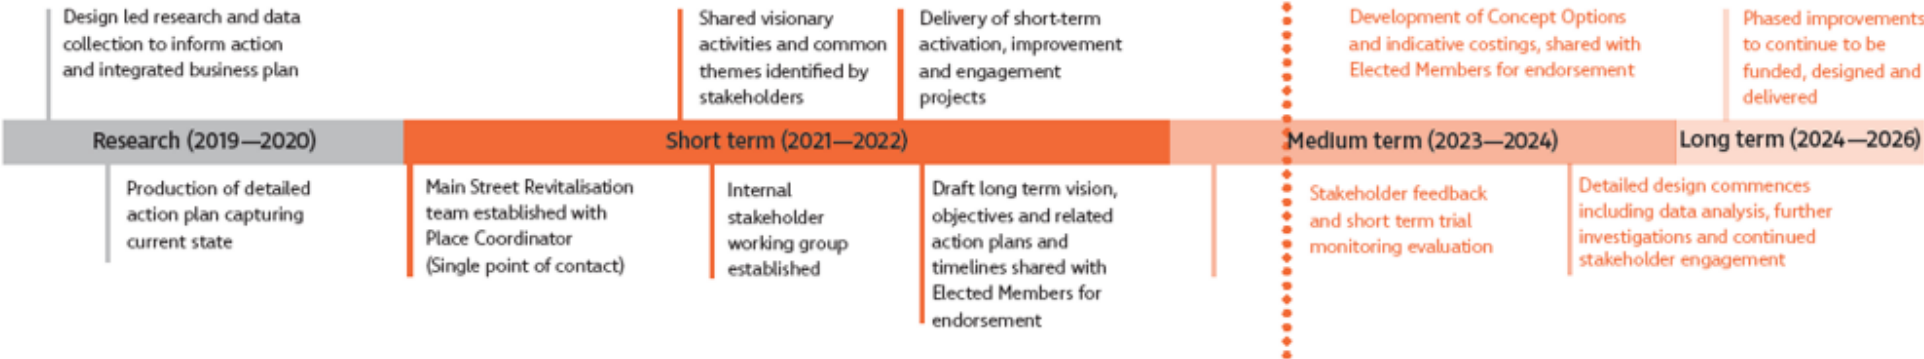 Design led research and data
collection to inform action
and integrated business plan
Shared visionary
activities and common
themes identified by
stakeholders
Delivery of short-term
activation, improvement
and engagement
projects
Development of Concept Options
and indicative costings, shared with
Elected Members for endorsement
Phased improvements
to continue to be
funded, designed and
delivered
Research (2019—2020)
Short term (2021—2022)
Medium term (2023—2024)
Long term (2024—2026)
Production of detailed
action plan capturing
current state
Main Street Revitalisation
team established with
Place Coordinator
(Single point of contact)
Internal
stakeholder
working group
established
Draft long term vision,
objectives and related
action plans and
timelines shared with
Elected Members for
endorsement
Stakeholder feedback
and short term trial
monitoring evaluation
Detailed design commences
including data analysis, further
investigations and continued
stakeholder engagement